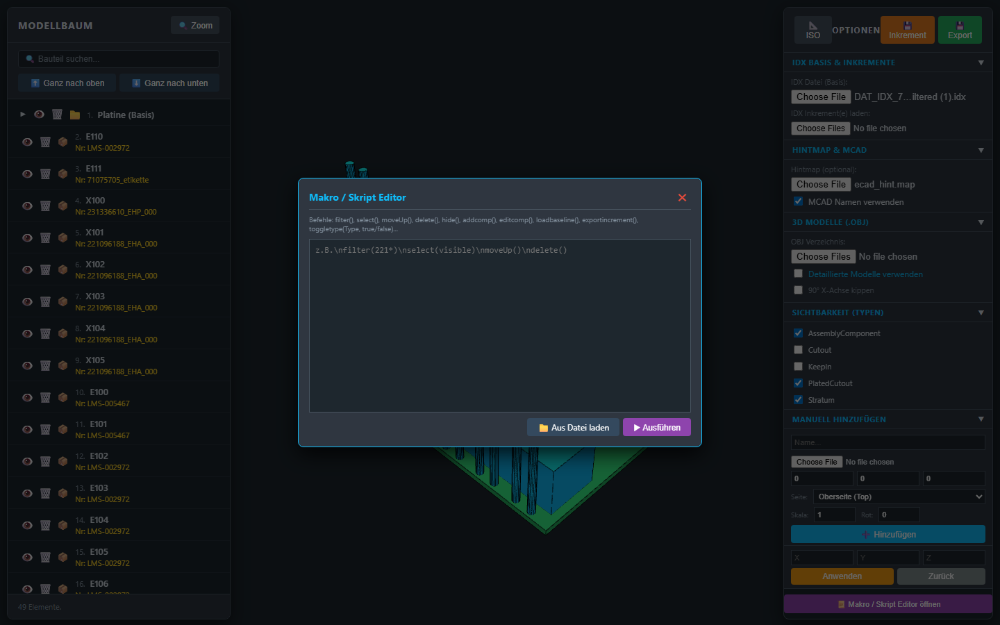 MODELLBAUM
Zoom
Bauteil suchen...
Ganz nach oben
Ganz nach unten
1. Platine (Basis)
2. E110
Nr: LMS-002972
3. E111
Nr: 71075705_etikette
4. X100
Nr: 231336610_EHP_000
5. X101
Nr: 221096188_EHA_000
6. X102
Nr: 221096188_EHA_000
7. X103
Nr: 221096188_EHA_000
8. X104
Nr: 221096188_EHA_000
9. X105
Nr: 221096188_EHA_000
10. E100
Nr: LMS-005467
11. E101
Nr: LMS-005467
12. E102
Nr: LMS-002972
13. E103
Nr: LMS-002972
14. E104
Nr: LMS-002972
15. E105
Nr: LMS-002972
16. E106
49 Elemente.
Makro / Skript Editor
Befehle: filter(), select(), moveUp(), delete(), hide(), addcomp(), editcomp(), loadbaseline(), exportincrement(),
toggletype(Type, true/false)...
z.B.\nfilter(221*)\nselect(visible)\nmoveUp()\ndelete()
Aus Datei laden
Ausführen
ISO
OPTIONEN
Inkrement
Export
IDX BASIS & INKREMENTE
IDX Datei (Basis):
Choose File DAT_IDX_7...iltered (1).idx
IDX Inkrement(e) laden:
Choose Files No file chosen
HINTMAP & MCAD
Hintmap (optional):
Choose File ecad_hint.map
MCAD Namen verwenden
3D MODELLE (.OBJ)
OBJ Verzeichnis:
Choose Files No file chosen
Detaillierte Modelle verwenden
90° X-Achse kippen
SICHTBARKEIT (TYPEN)
AssemblyComponent
Cutout
KeepIn
PlatedCutout
Stratum
MANUELL HINZUFÜGEN
Name...
Choose File No file chosen
0 0 0
Seite: Oberseite (Top)
Skala: 1 Rot: 0
Hinzufügen
X Y Z
Anwenden
Zurück
Makro / Skript Editor öffnen